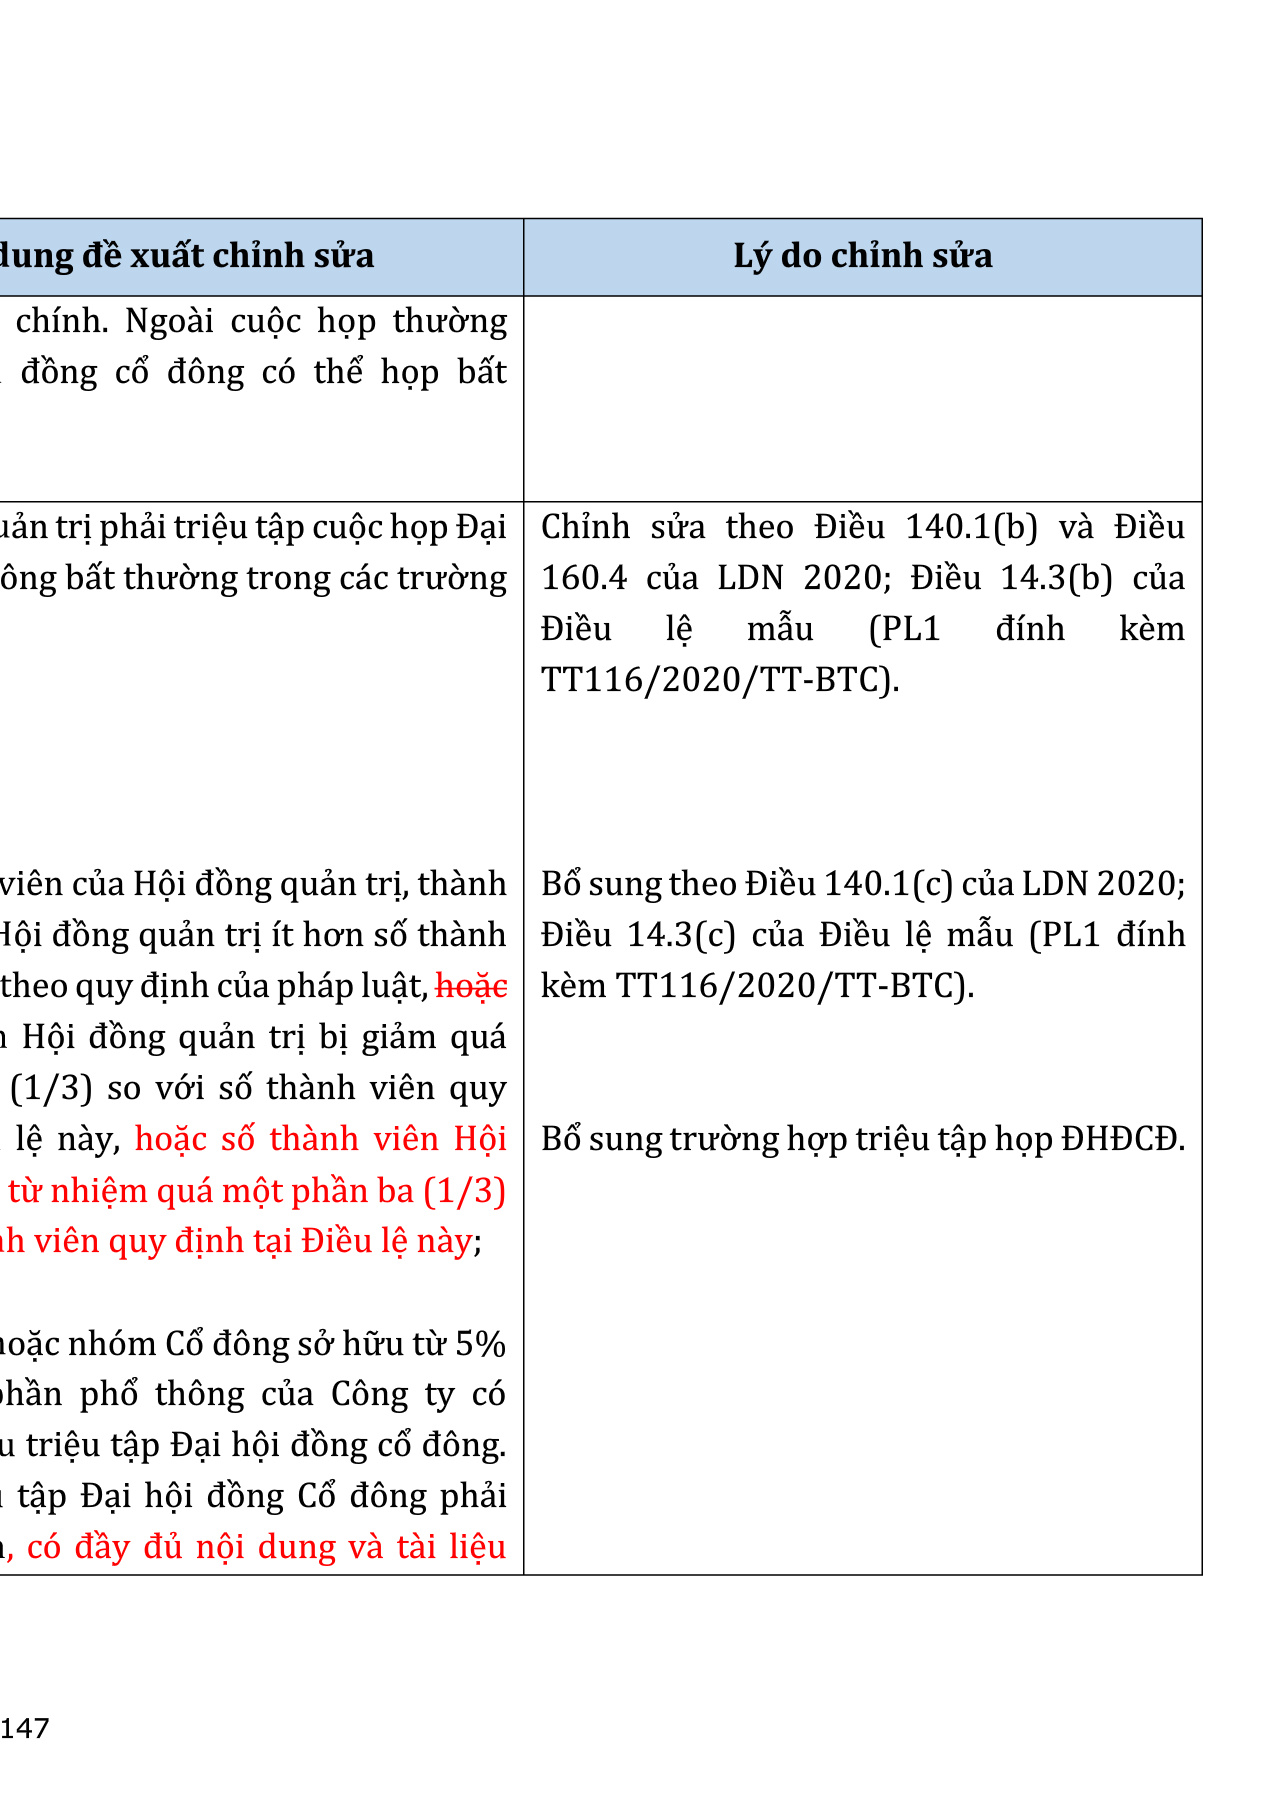 dung đề xuất chỉnh sửa
Lý do chỉnh sửa
chính. Ngoài cuộc họp thường
đồng cổ đông có thể họp bất
trị phải triệu tập cuộc họp Đại
bất thường trong các trường
Chỉnh sửa theo Điều 140.1(b) và Điều
160.4 của LDN 2020; Điều 14.3(b) của
Điều lệ mẫu (PL1 đính kèm
TT116/2020/TT-BTC).
viên của Hội đồng quản trị, thành
Hội đồng quản trị ít hơn số thành
theo quy định của pháp luật, hoặc
Hội đồng quản trị bị giảm quá
(1/3) so với số thành viên quy
lệ này, hoặc số thành viên Hội
từ nhiệm quá một phần ba (1/3)
viên quy định tại Điều lệ này;
hoặc nhóm Cổ đông sở hữu từ 5%
phần phổ thông của Công ty có
triệu tập Đại hội đồng cổ đông.
tập Đại hội đồng Cổ đông phải
, có đầy đủ nội dung và tài liệu
Bổ sung theo Điều 140.1(c) của LDN 2020;
Điều 14.3(c) của Điều lệ mẫu (PL1 đính
kèm TT116/2020/TT-BTC).
Bổ sung trường hợp triệu tập họp ĐHĐCĐ.
147